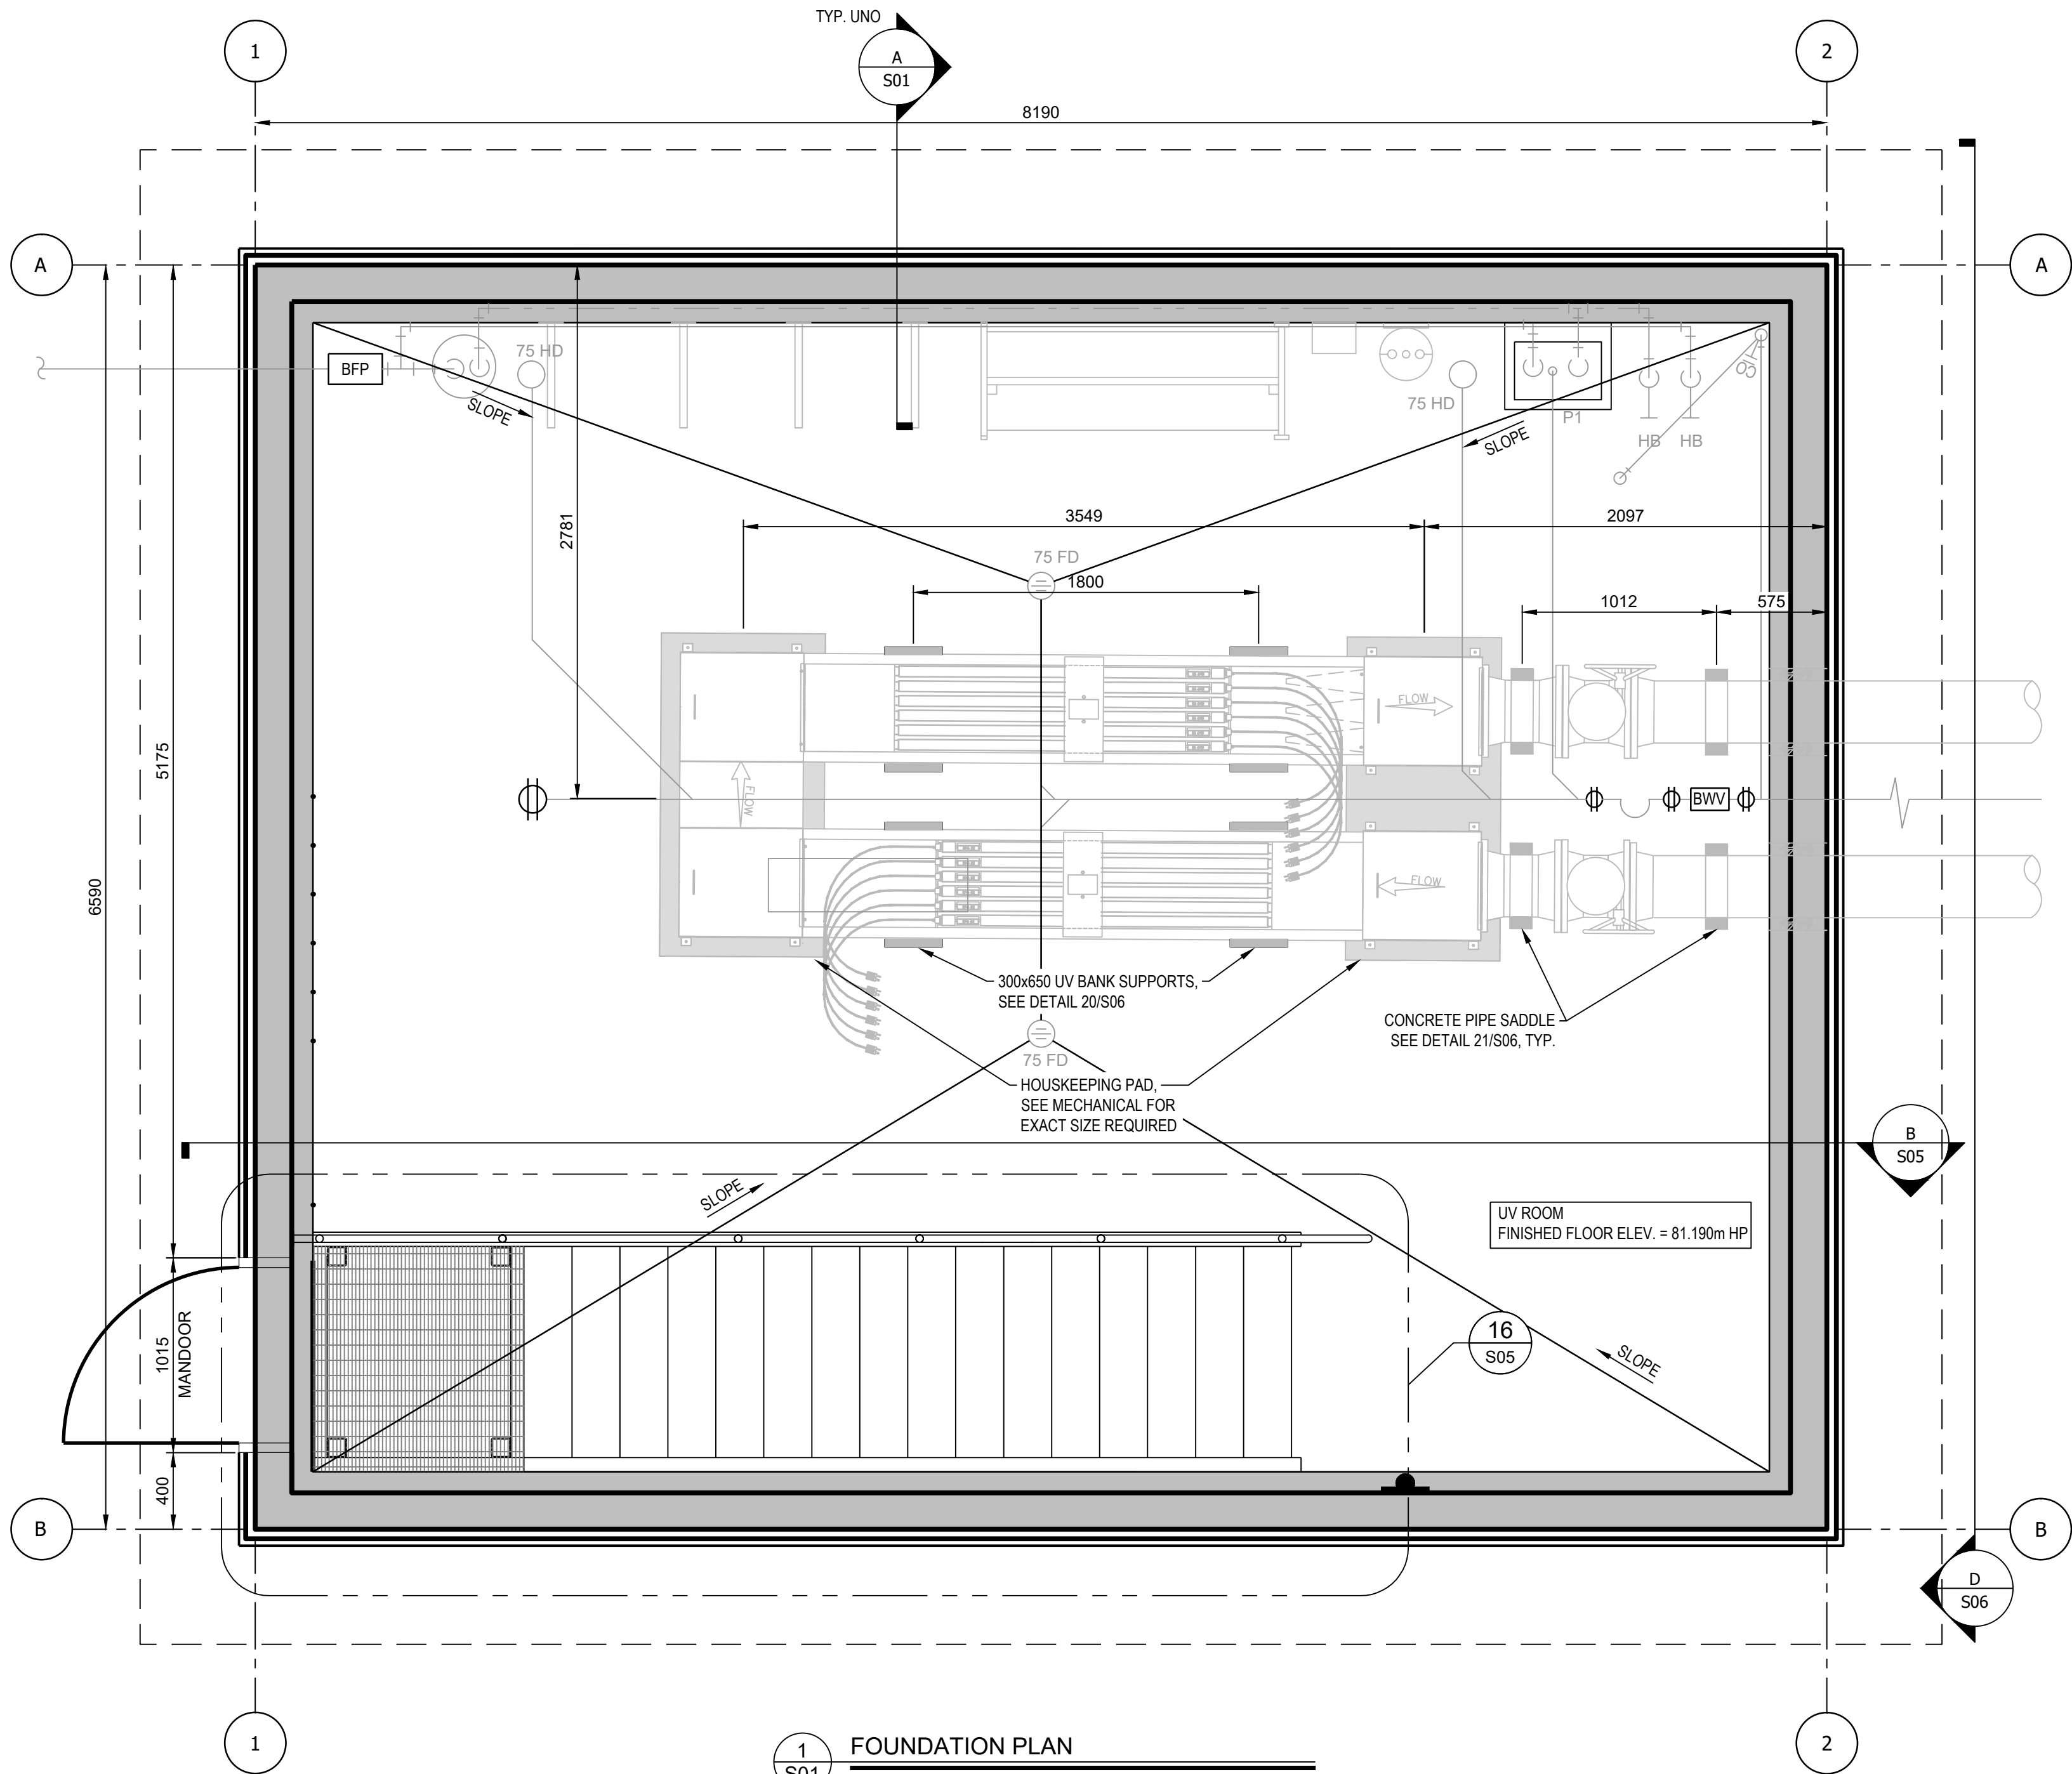 TYP. UNO
A
S01
1
2
8190
A
A
75 HD
BFP
SLOPE
75 HD
P1
CO
SLOPE
HB
HB
2781
3549
2097
75 FD
1800
1012
575
FLOW
5175
FLOW
BWV
6590
FLOW
300x650 UV BANK SUPPORTS,
SEE DETAIL 20/S06
CONCRETE PIPE SADDLE
SEE DETAIL 21/S06, TYP.
75 FD
HOUSKEEPING PAD,
SEE MECHANICAL FOR
EXACT SIZE REQUIRED
B
S05
SLOPE
UV ROOM
FINISHED FLOOR ELEV. = 81.190m HP
1015
MANDOOR
16
S05
SLOPE
400
B
B
D
S06
1
2
1
S01
FOUNDATION PLAN